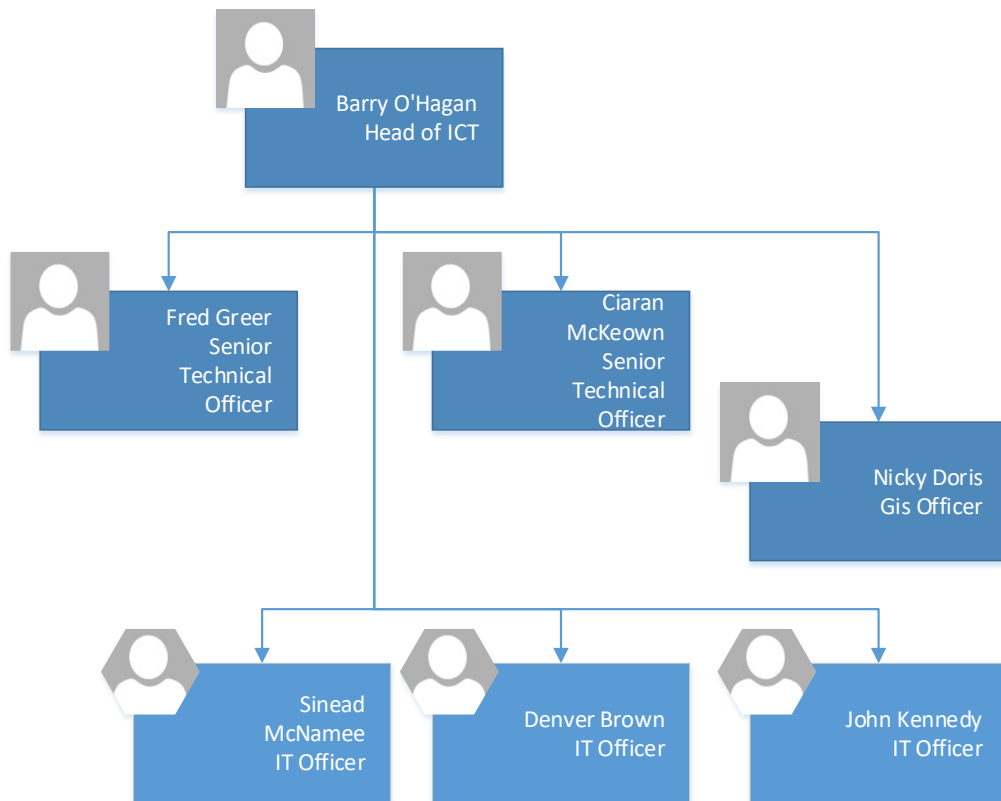 Barry O'Hagan
Head of ICT
Fred Greer
Senior
Technical
Officer
Ciaran
McKeown
Senior
Technical
Officer
Nicky Doris
Gis Officer
Sinead
McNamee
IT Officer
Denver Brown
IT Officer
John Kennedy
IT Officer